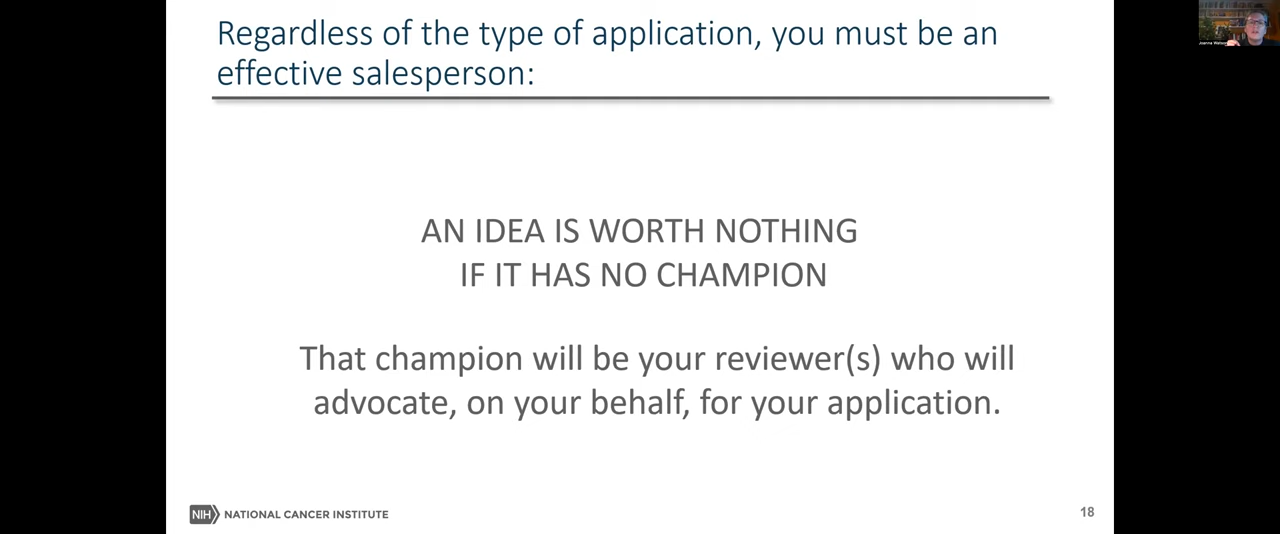 Regardless of the type of application, you must be an
effective salesperson:
AN IDEA IS WORTH NOTHING
IF IT HAS NO CHAMPION
That champion will be your reviewer(s) who will
advocate, on your behalf, for your application.
NIH NATIONAL CANCER INSTITUTE
18